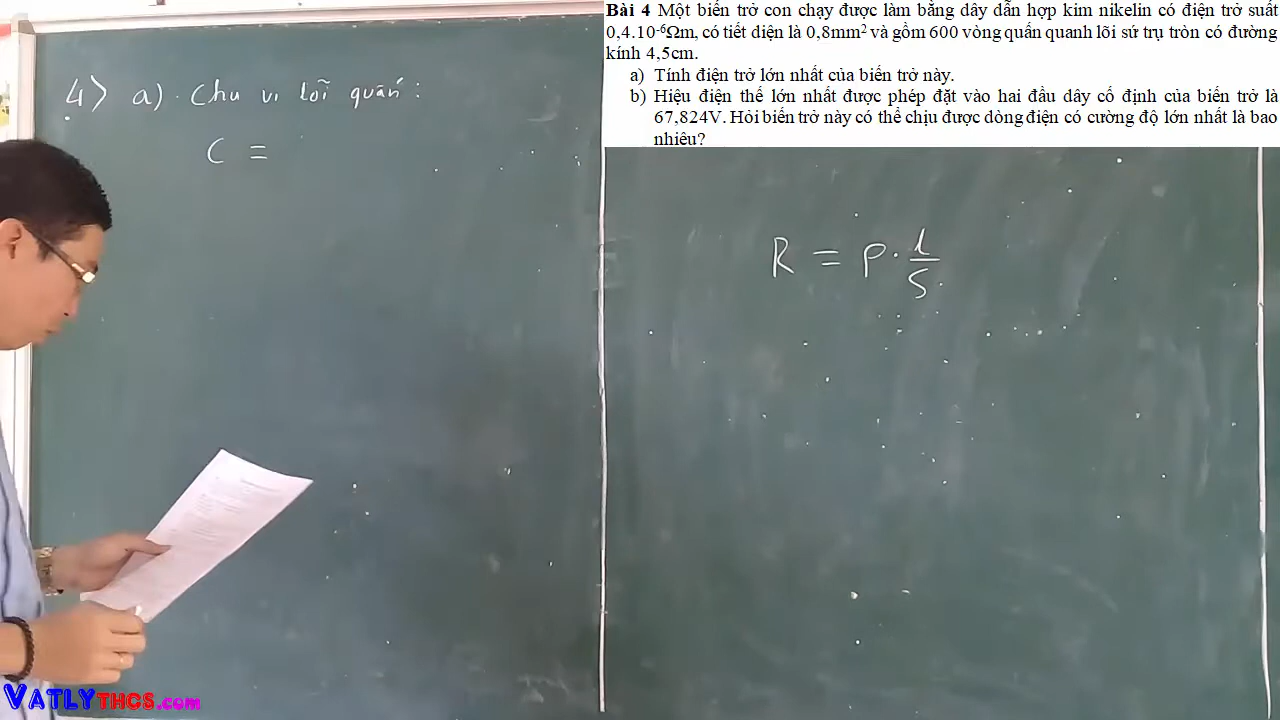 Bài 4 Một biến trở con chạy được làm bằng dây dẫn hợp kim nikelin có điện trở suất
0,4.10⁻⁶Ωm, có tiết diện là 0,8mm² và gồm 600 vòng quấn quanh lõi sứ trụ tròn có đường
kính 4,5cm.
a) Tính điện trở lớn nhất của biến trở này.
b) Hiệu điện thế lớn nhất được phép đặt vào hai đầu dây cố định của biến trở là
67,824V. Hỏi biến trở này có thể chịu được dòng điện có cường độ lớn nhất là bao
nhiêu?
4> a). Chu vi lõi quấn:
C =
R = ρ. l/S
VATLYTHCS.com